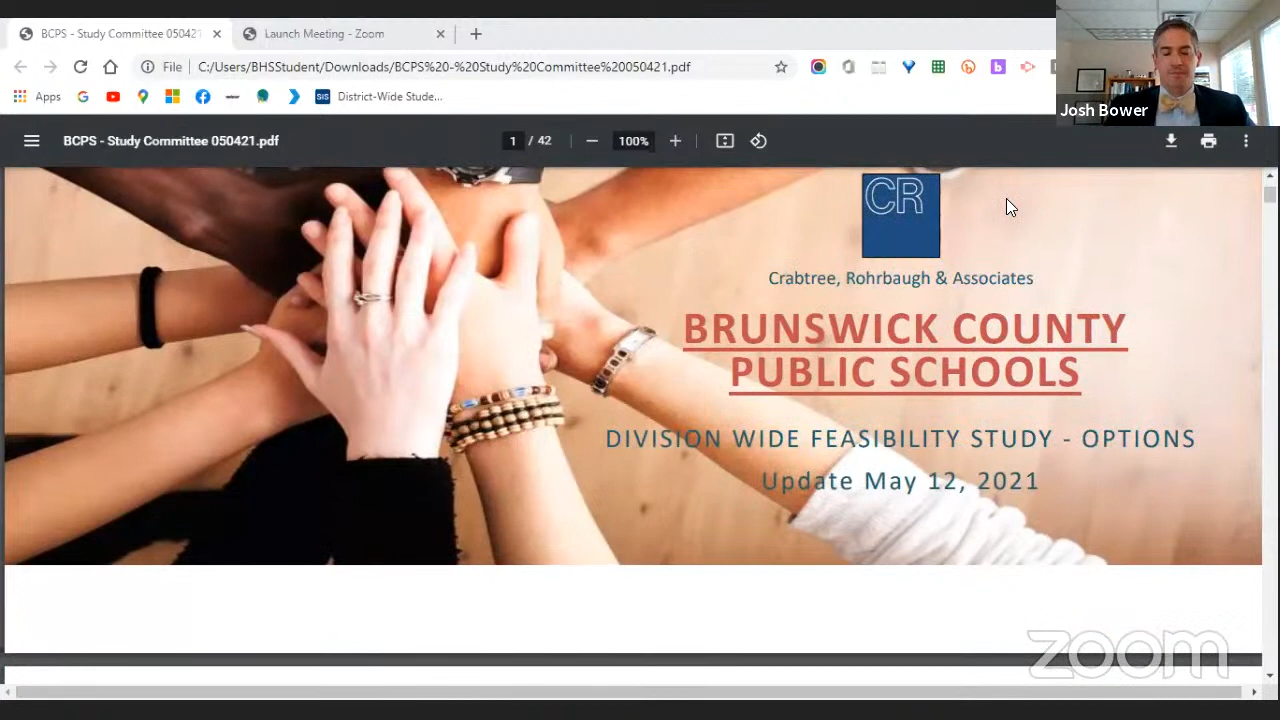 BCPS - Study Committee 05042
Launch Meeting - Zoom
File
C:/Users/BHSStudent/Downloads/BCPS%20-%20Study%20Committee%20050421.pdf
Apps
SIS
District-Wide Stude...
Josh Bower
BCPS - Study Committee 050421.pdf
1 / 42
100%
CR
Crabtree, Rohrbaugh & Associates
BRUNSWICK COUNTY
PUBLIC SCHOOLS
DIVISION WIDE FEASIBILITY STUDY - OPTIONS
Update May 12, 2021
zoom